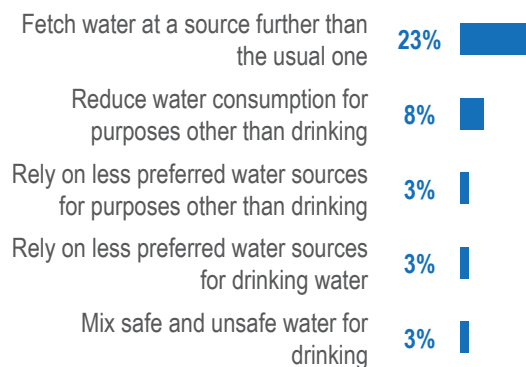 Fetch water at a source further than
the usual one
23%
Reduce water consumption for
purposes other than drinking
8%
Rely on less preferred water sources
for purposes other than drinking
3%
Rely on less preferred water sources
for drinking water
3%
Mix safe and unsafe water for
drinking
3%